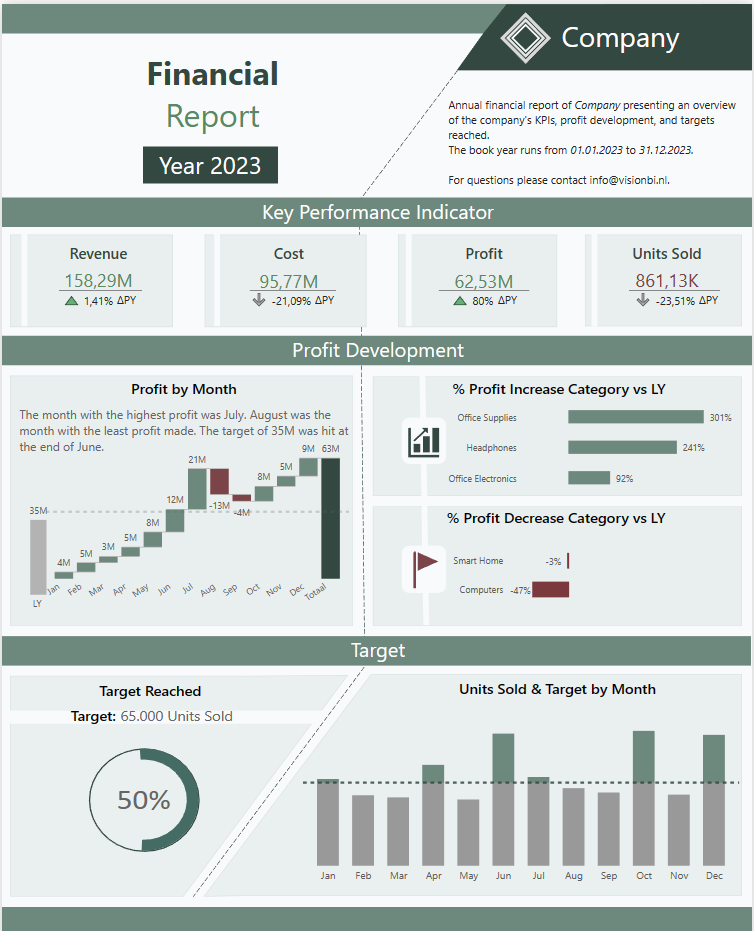 Company
Financial
Report
Year 2023
Annual financial report of Company presenting an overview
of the company's KPIs, profit development, and targets
reached.
The book year runs from 01.01.2023 to 31.12.2023.
For questions please contact info@visionbi.nl.
Key Performance Indicator
Revenue
158,29M
1,41% ΔPY
Cost
95,77M
-21,09% ΔPY
Profit
62,53M
80% ΔPY
Units Sold
861,13K
-23,51% ΔPY
Profit Development
Profit by Month
The month with the highest profit was July. August was the
month with the least profit made. The target of 35M was hit at
the end of June.
35M
4M
5M
3M
5M
8M
12M
21M
-13M
-4M
8M
5M
9M
63M
LY
Jan
Feb
Mar
Apr
May
Jun
Jul
Aug
Sep
Oct
Nov
Dec
Totaal
% Profit Increase Category vs LY
Office Supplies 301%
Headphones 241%
Office Electronics 92%
% Profit Decrease Category vs LY
Smart Home -3%
Computers -47%
Target
Target Reached
Target: 65.000 Units Sold
50%
Units Sold & Target by Month
Jan Feb Mar Apr May Jun Jul Aug Sep Oct Nov Dec